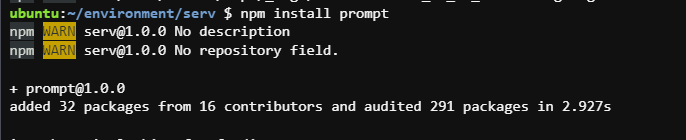 ubuntu:~/environment/serv $ npm install prompt
npm WARN serv@1.0.0 No description
npm WARN serv@1.0.0 No repository field.
+ prompt@1.0.0
added 32 packages from 16 contributors and audited 291 packages in 2.927s